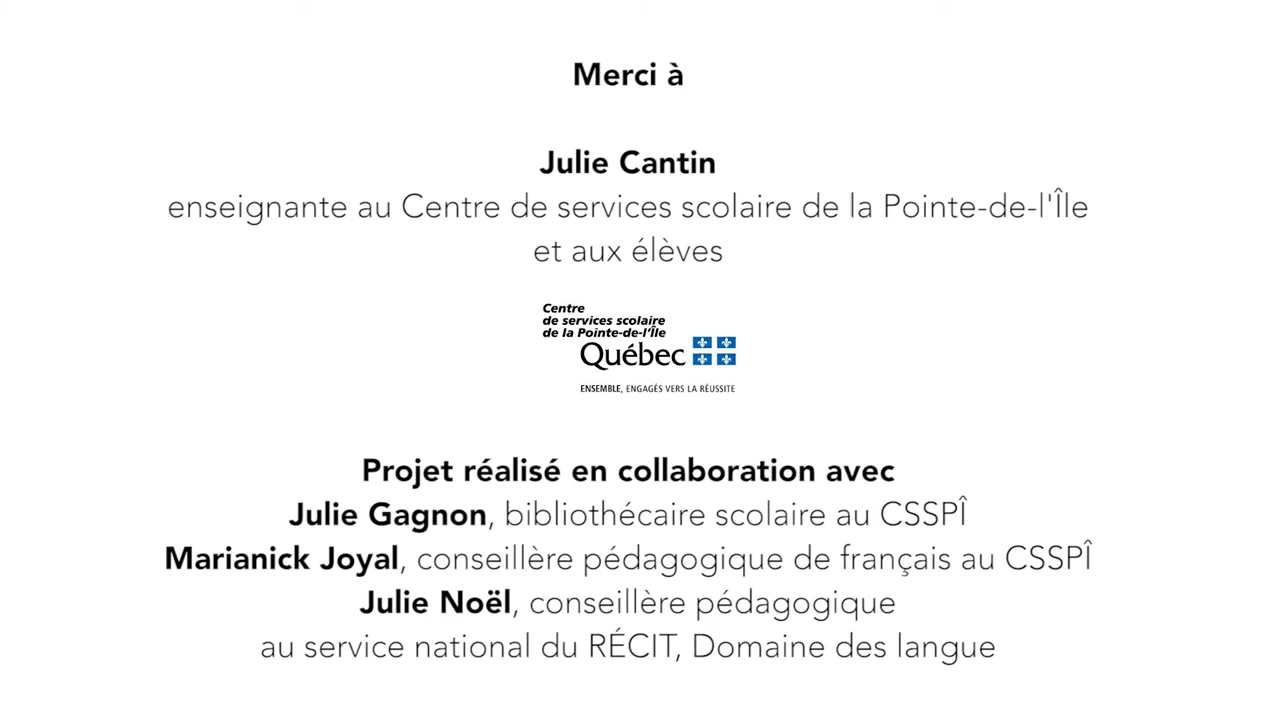 Merci à
Julie Cantin
enseignante au Centre de services scolaire de la Pointe-de-l'Île
et aux élèves
Centre
de services scolaire
de la Pointe-de-l'Île
Québec
ENSEMBLE, ENGAGÉS VERS LA RÉUSSITE
Projet réalisé en collaboration avec
Julie Gagnon, bibliothécaire scolaire au CSSPÎ
Marianick Joyal, conseillère pédagogique de français au CSSPÎ
Julie Noël, conseillère pédagogique
au service national du RÉCIT, Domaine des langue